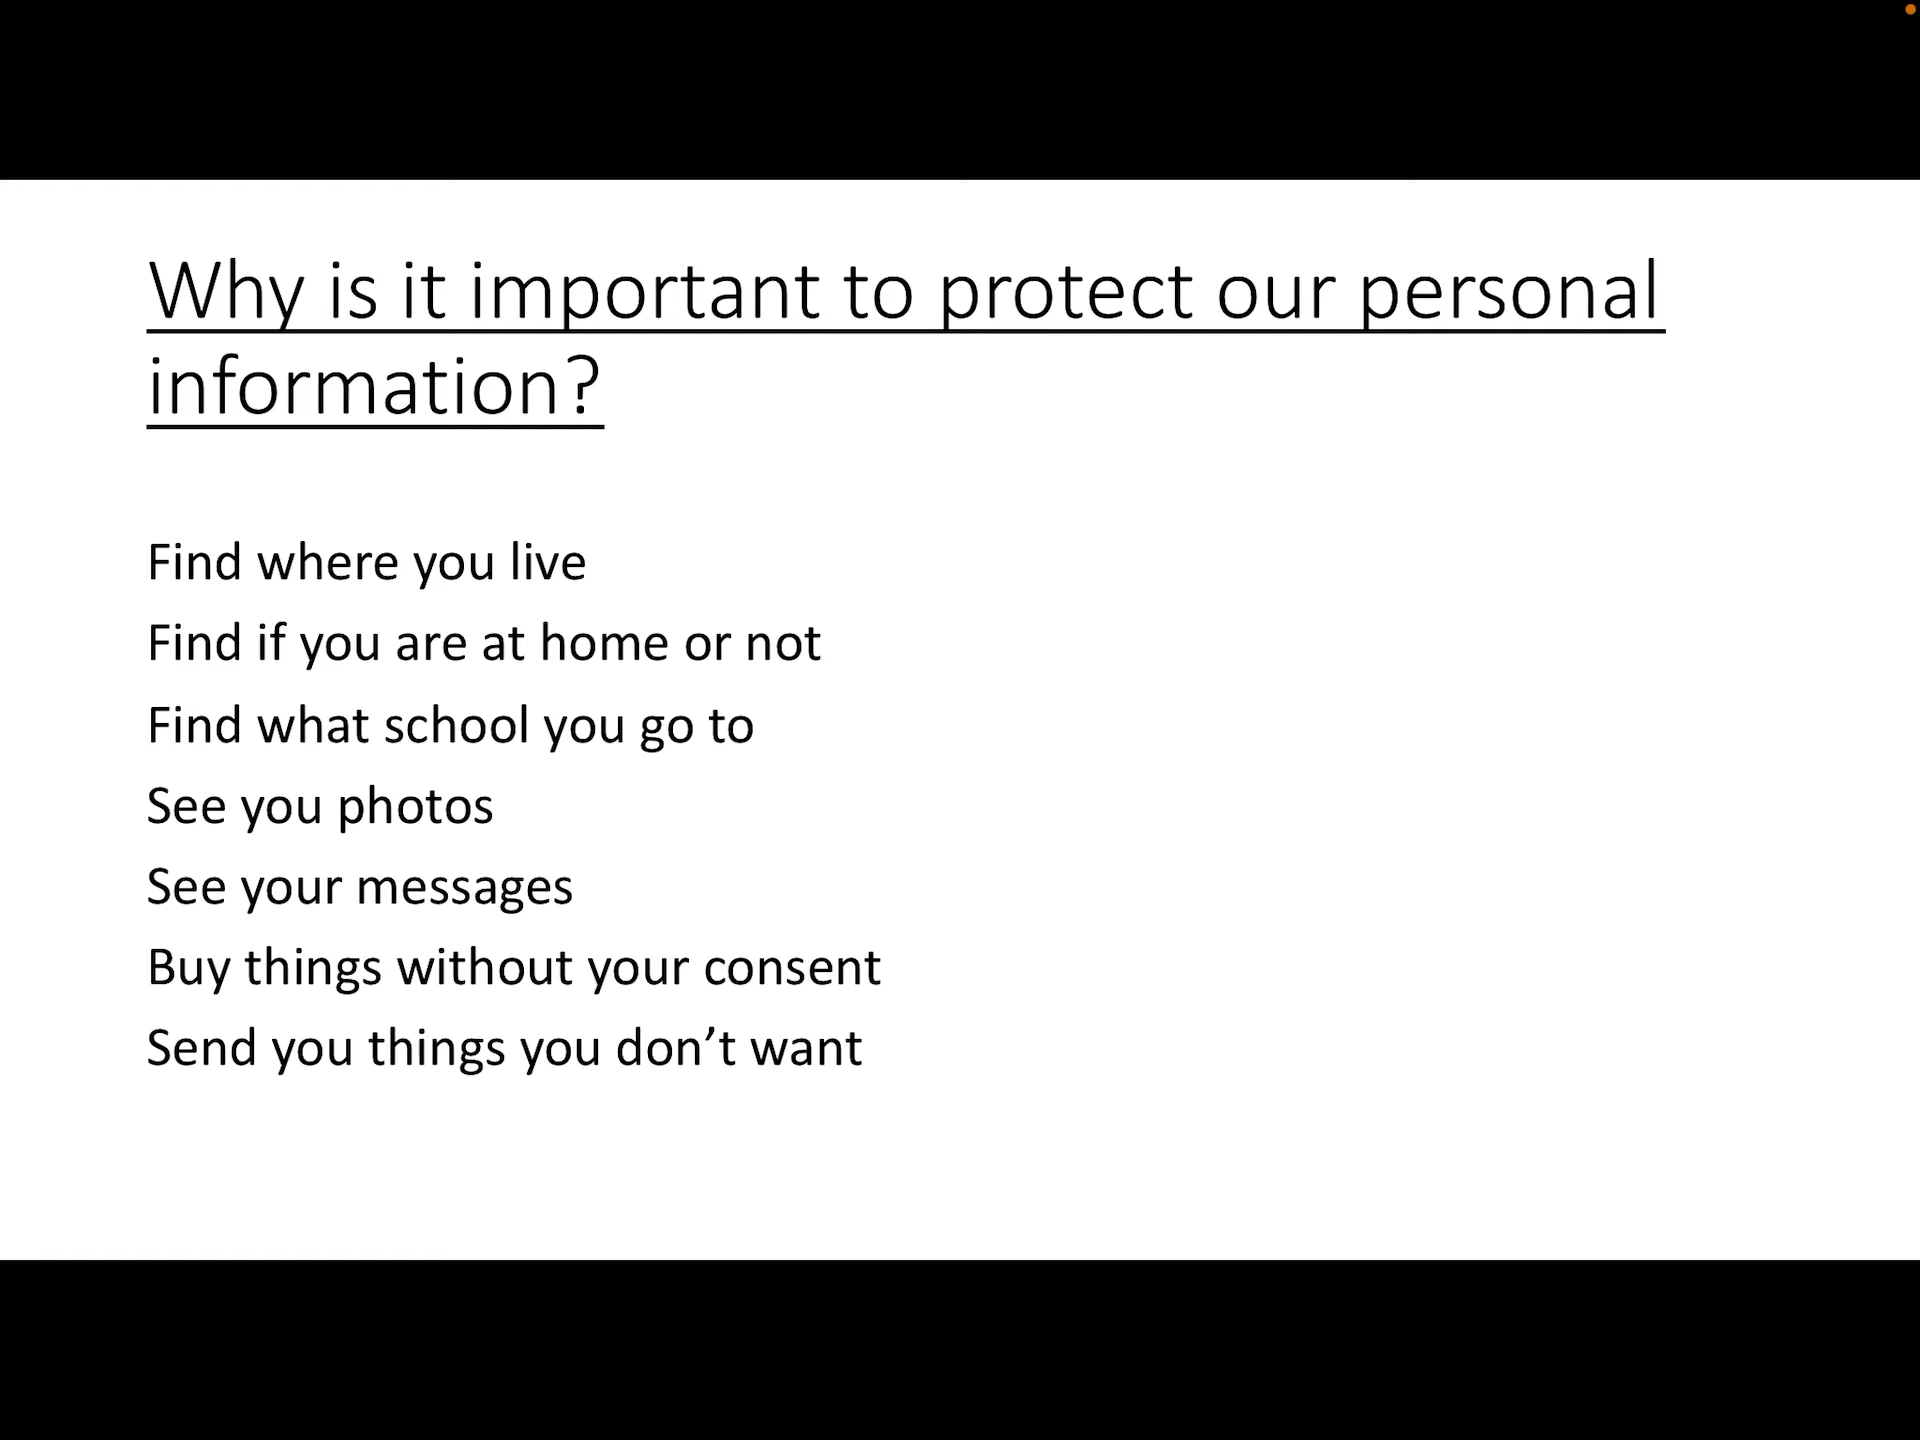 Why is it important to protect our personal
information?
Find where you live
Find if you are at home or not
Find what school you go to
See you photos
See your messages
Buy things without your consent
Send you things you don’t want